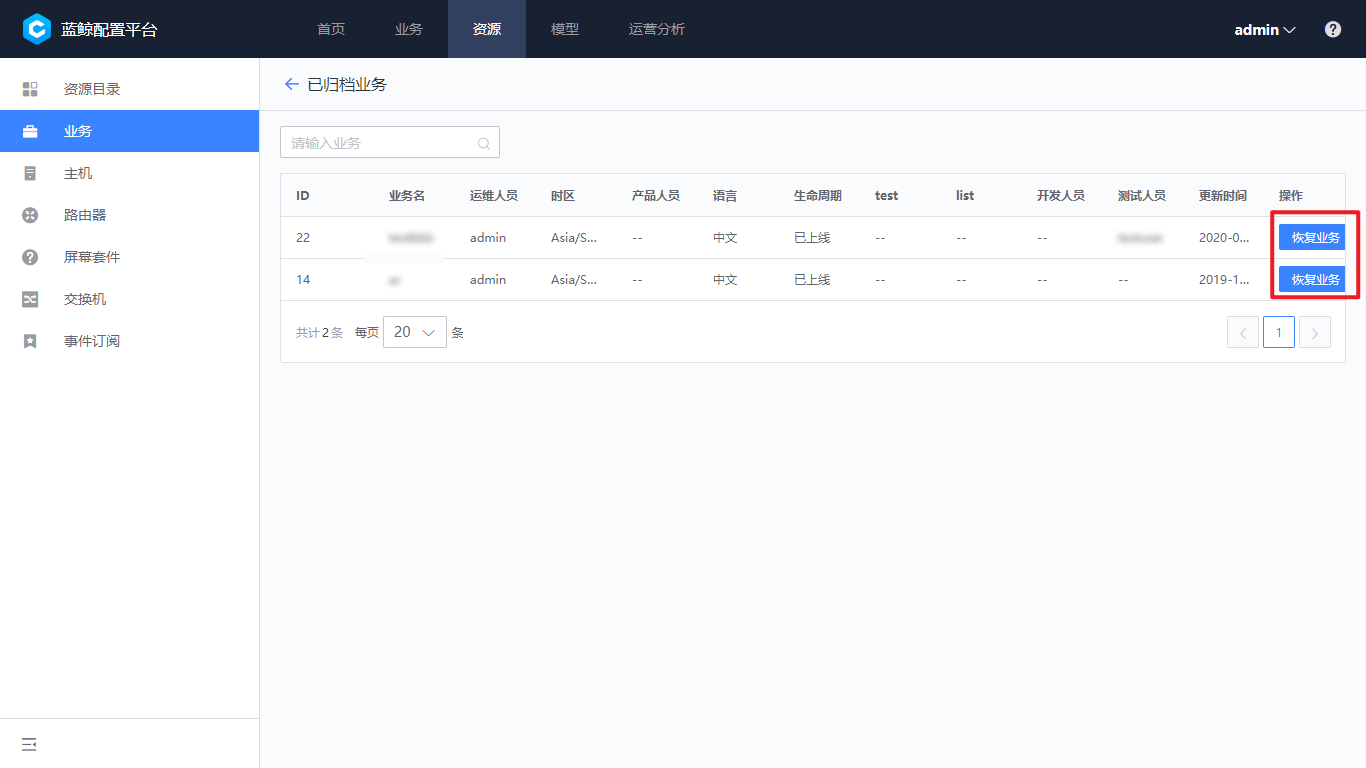 蓝鲸配置平台 首页 业务 资源 模型 运营分析 admin
资源目录
业务
主机
路由器
屏幕套件
交换机
事件订阅
已归档业务
请输入业务
ID 业务名 运维人员 时区 产品人员 语言 生命周期 test list 开发人员 测试人员 更新时间 操作
22 admin Asia/S... -- 中文 已上线 -- -- -- 2020-0... 恢复业务
14 admin Asia/S... -- 中文 已上线 -- -- -- -- 2019-1... 恢复业务
共计2条 每页 20 条 1